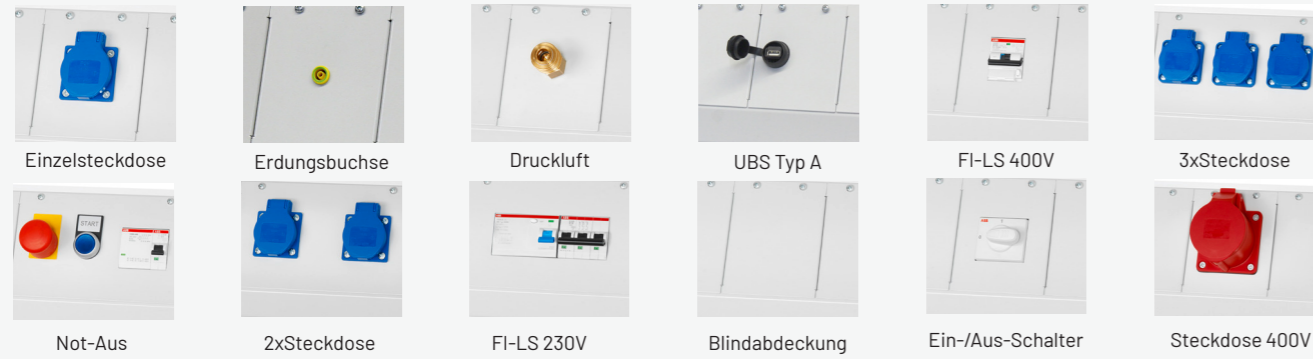 Einzelsteckdose
Erdungsbuchse
Druckluft
UBS Typ A
FI-LS 400V
3xSteckdose
START
Not-Aus
2xSteckdose
FI-LS 230V
Blindabdeckung
Ein-/Aus-Schalter
Steckdose 400V